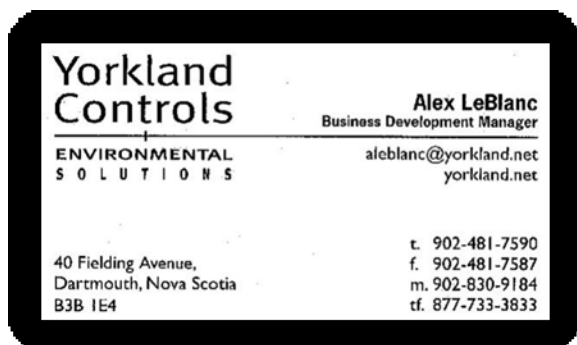 Yorkland
Controls
ENVIRONMENTAL
SOLUTIONS
Alex LeBlanc
Business Development Manager
aleblanc@yorkland.net
yorkland.net
40 Fielding Avenue,
Dartmouth, Nova Scotia
B3B 1E4
t. 902-481-7590
f. 902-481-7587
m. 902-830-9184
tf. 877-733-3833